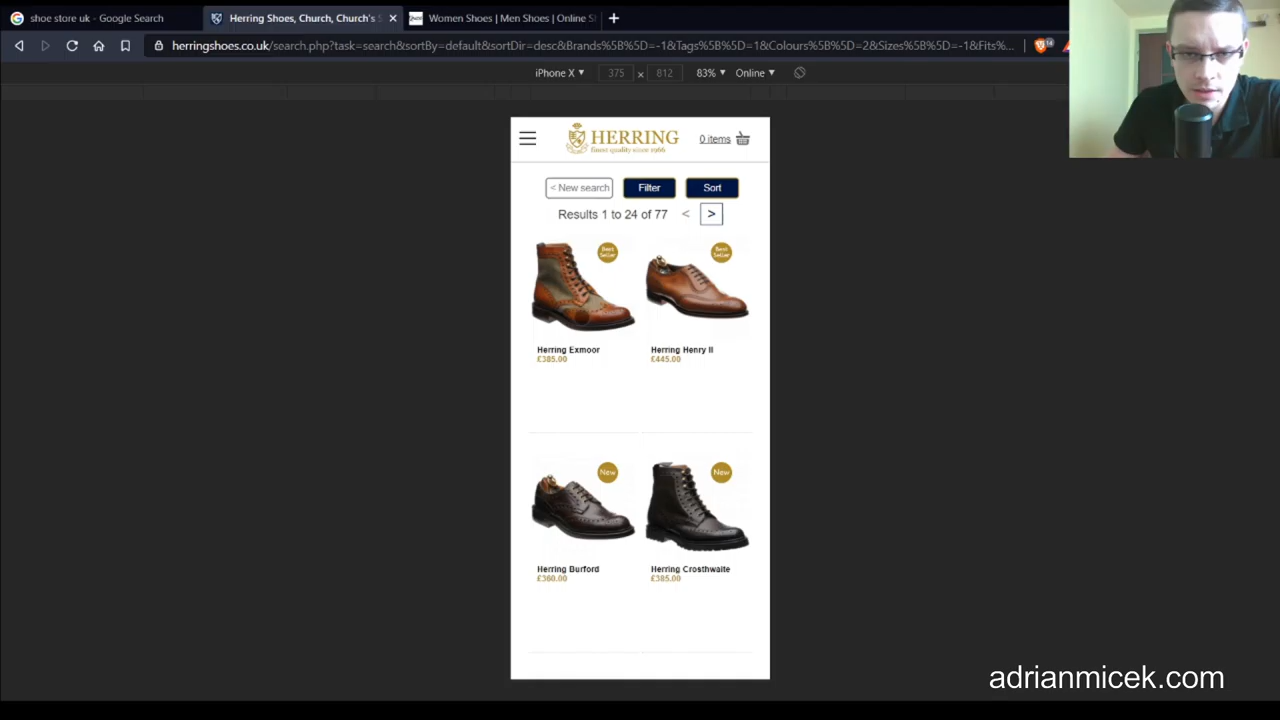 shoe store uk - Google Search
Herring Shoes, Church, Church's S
Women Shoes | Men Shoes | Online St
herringshoes.co.uk/search.php?task=search&sortBy=default&sortDir=desc&Brands%5B%5D=-1&Tags%5B%5D=1&Colours%5B%5D=2&Sizes%5B%5D=-1&Fits%...
iPhone X 375 x 812 83% Online
HERRING
finest quality since 1966
0 items
< New search Filter Sort
Results 1 to 24 of 77 < >
Best Seller
Best Seller
Herring Exmoor
£385.00
Herring Henry II
£445.00
New
New
Herring Burford
£360.00
Herring Crosthwaite
£385.00
adrianmicek.com